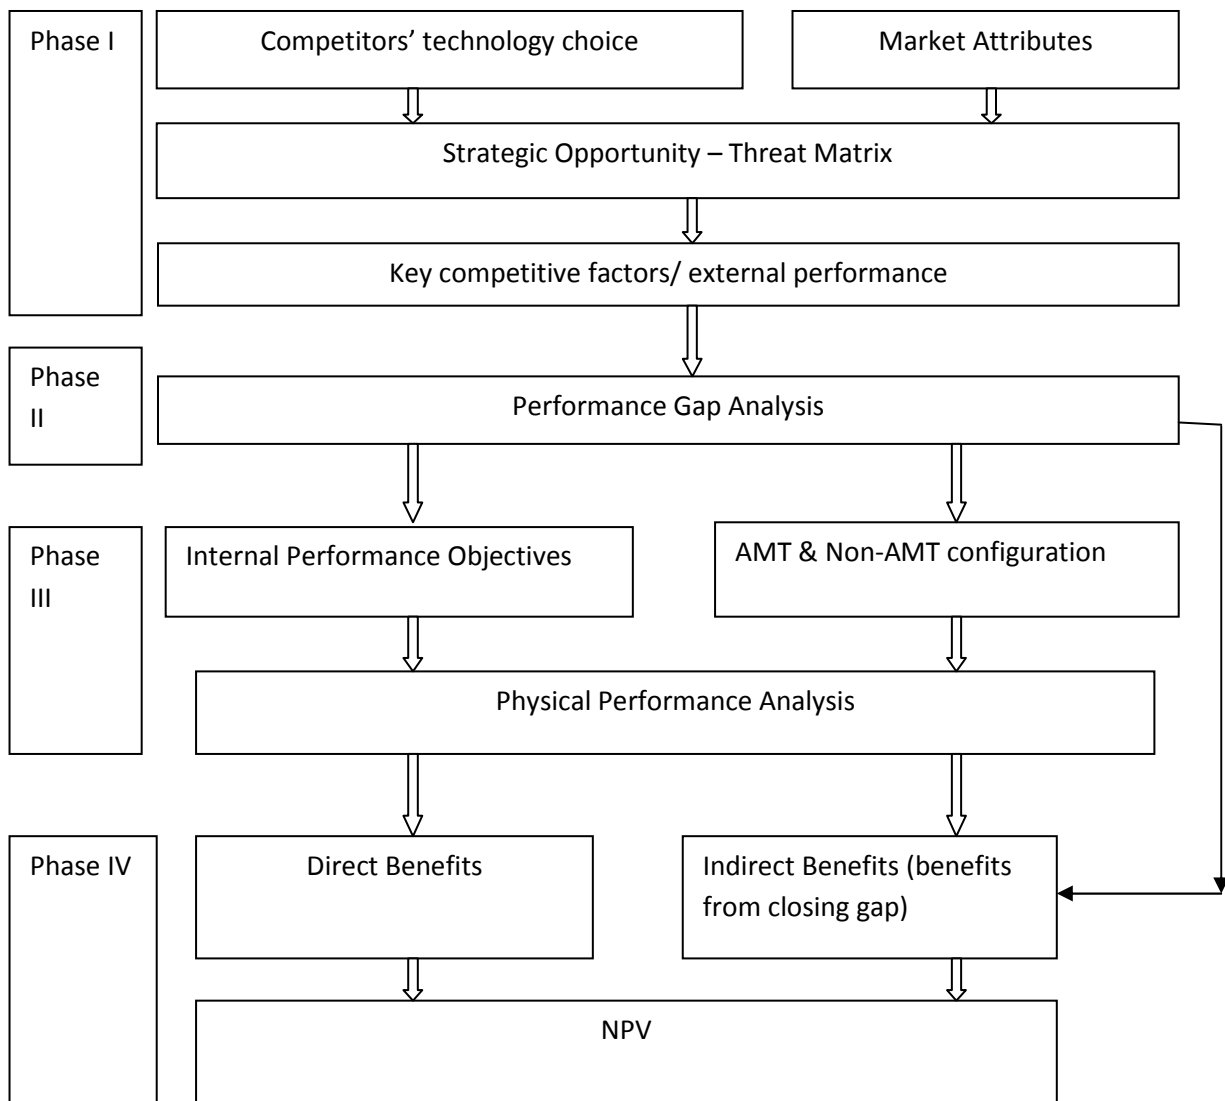 Phase I
Competitors’ technology choice
Market Attributes
Strategic Opportunity – Threat Matrix
Key competitive factors/ external performance
Phase
II
Performance Gap Analysis
Phase
III
Internal Performance Objectives
AMT & Non-AMT configuration
Physical Performance Analysis
Phase IV
Direct Benefits
Indirect Benefits (benefits
from closing gap)
NPV